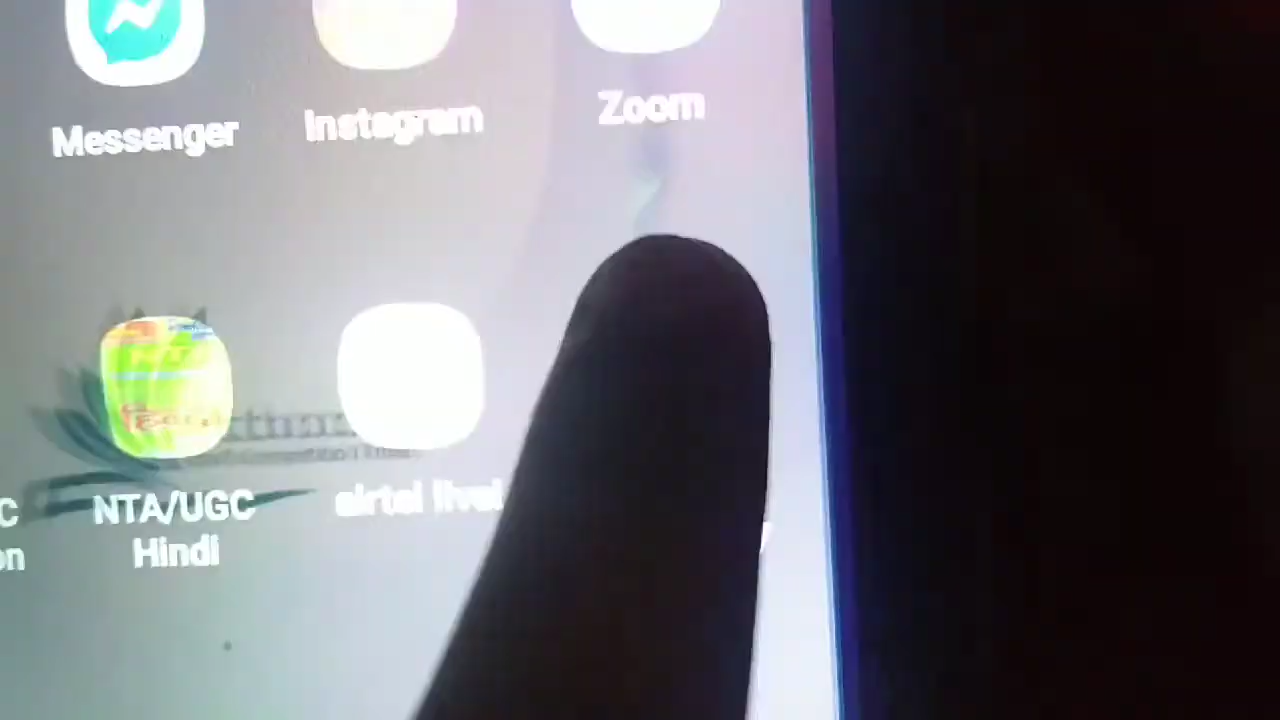 Messenger
Instagram
Zoom
NTA/UGC
Hindi
airtel live!